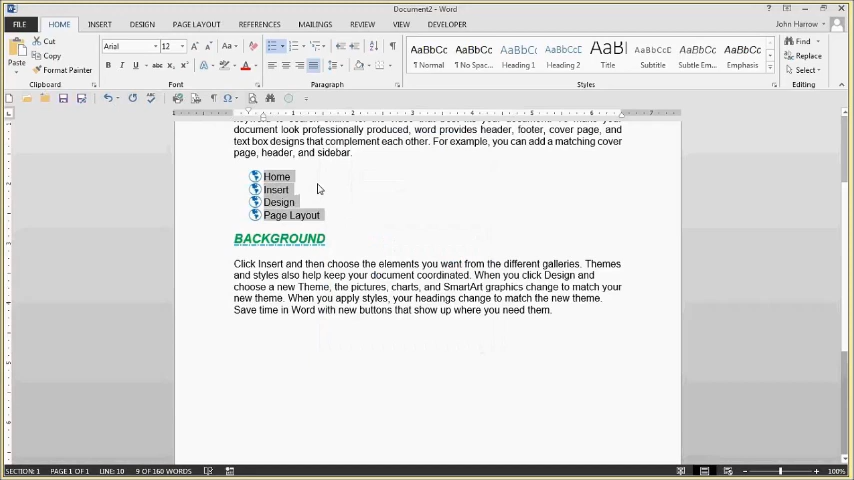 Document2 - Word
FILE HOME INSERT DESIGN PAGE LAYOUT REFERENCES MAILINGS REVIEW VIEW DEVELOPER John Harrow
Paste
Cut
Copy
Format Painter
Clipboard
Arial 12
Font
Paragraph
AaBbCc AaBbCc AaBbCc AaBbCc AaBl AaBbCc AaBbCc AaBbCc
¶ Normal ¶ No Spac... Heading 1 Heading 2 Title Subtitle Subtle Em... Emphasis
Styles
Find
Replace
Select
Editing
document look professionally produced, word provides header, footer, cover page, and
text box designs that complement each other. For example, you can add a matching cover
page, header, and sidebar.
Home
Insert
Design
Page Layout
BACKGROUND
Click Insert and then choose the elements you want from the different galleries. Themes
and styles also help keep your document coordinated. When you click Design and
choose a new Theme, the pictures, charts, and SmartArt graphics change to match your
new theme. When you apply styles, your headings change to match the new theme.
Save time in Word with new buttons that show up where you need them.
SECTION: 1 PAGE 1 OF 1 LINE: 10 9 OF 160 WORDS 100%